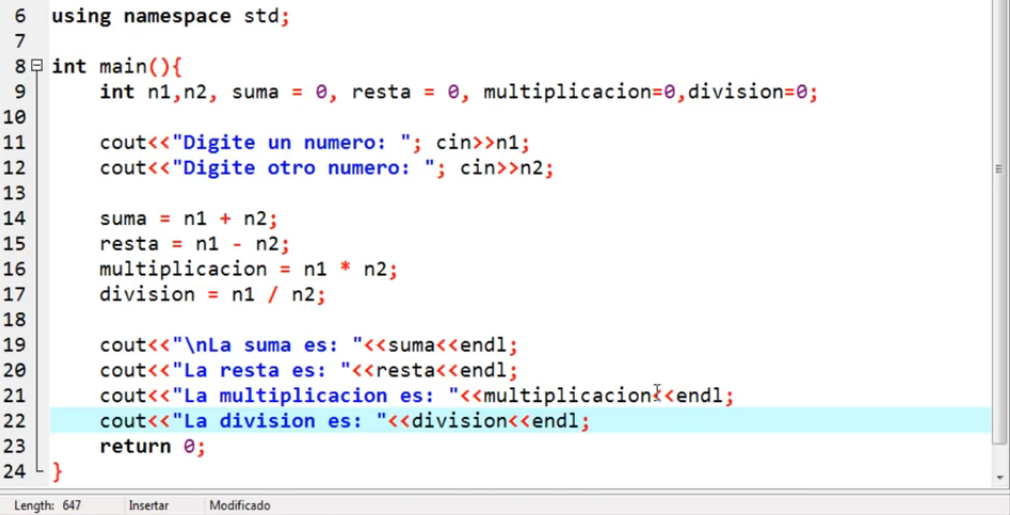 6 using namespace std;
7
8 int main(){
9 int n1,n2, suma = 0, resta = 0, multiplicacion=0,division=0;
10
11 cout<<"Digite un numero: "; cin>>n1;
12 cout<<"Digite otro numero: "; cin>>n2;
13
14 suma = n1 + n2;
15 resta = n1 - n2;
16 multiplicacion = n1 * n2;
17 division = n1 / n2;
18
19 cout<<"\nLa suma es: "<<suma<<endl;
20 cout<<"La resta es: "<<resta<<endl;
21 cout<<"La multiplicacion es: "<<multiplicacion<<endl;
22 cout<<"La division es: "<<division<<endl;
23 return 0;
24 }
Length: 647 Insertar Modificado